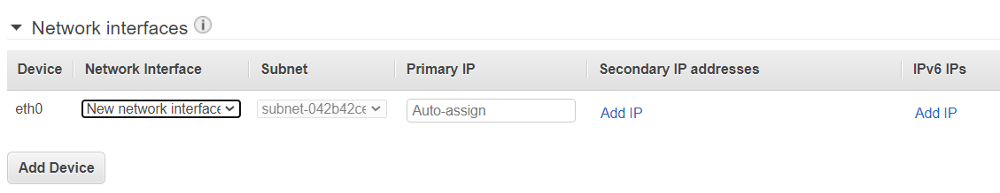 Network interfaces i
Device Network Interface Subnet Primary IP Secondary IP addresses IPv6 IPs
eth0 New network interface subnet-042b42ce Auto-assign Add IP Add IP
Add Device